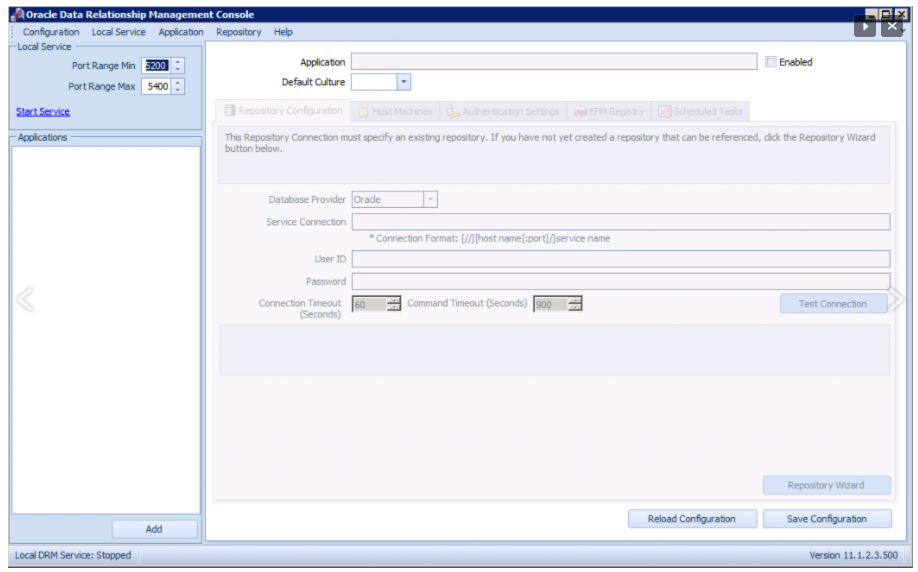 Oracle Data Relationship Management Console
Configuration Local Service Application Repository Help
Local Service
Port Range Min 5200
Port Range Max 5400
Start Service
Applications
Add
Application
Enabled
Default Culture
Repository Configuration Host Machines Authentication Settings EPM Registry Scheduled Tasks
This Repository Connection must specify an existing repository. If you have not yet created a repository that can be referenced, click the Repository Wizard
button below.
Database Provider Oracle
Service Connection
* Connection Format: [//][host name[:port]/]service name
User ID
Password
Connection Timeout
(Seconds)
60
Command Timeout (Seconds) 900
Test Connection
Repository Wizard
Reload Configuration Save Configuration
Local DRM Service: Stopped
Version 11.1.2.3.500